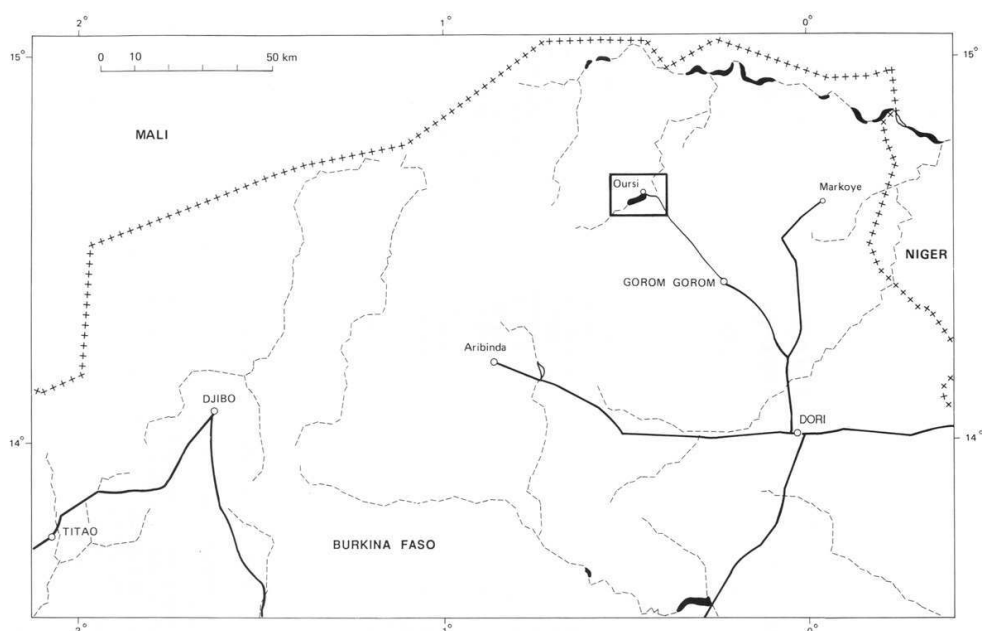 2° 1° 0°
15° 15°
0 10 50 km
MALI
Oursi
Markoye
NIGER
GOROM GOROM
Aribinda
DJIBO
DORI
14° 14°
TITAO
BURKINA FASO
1°